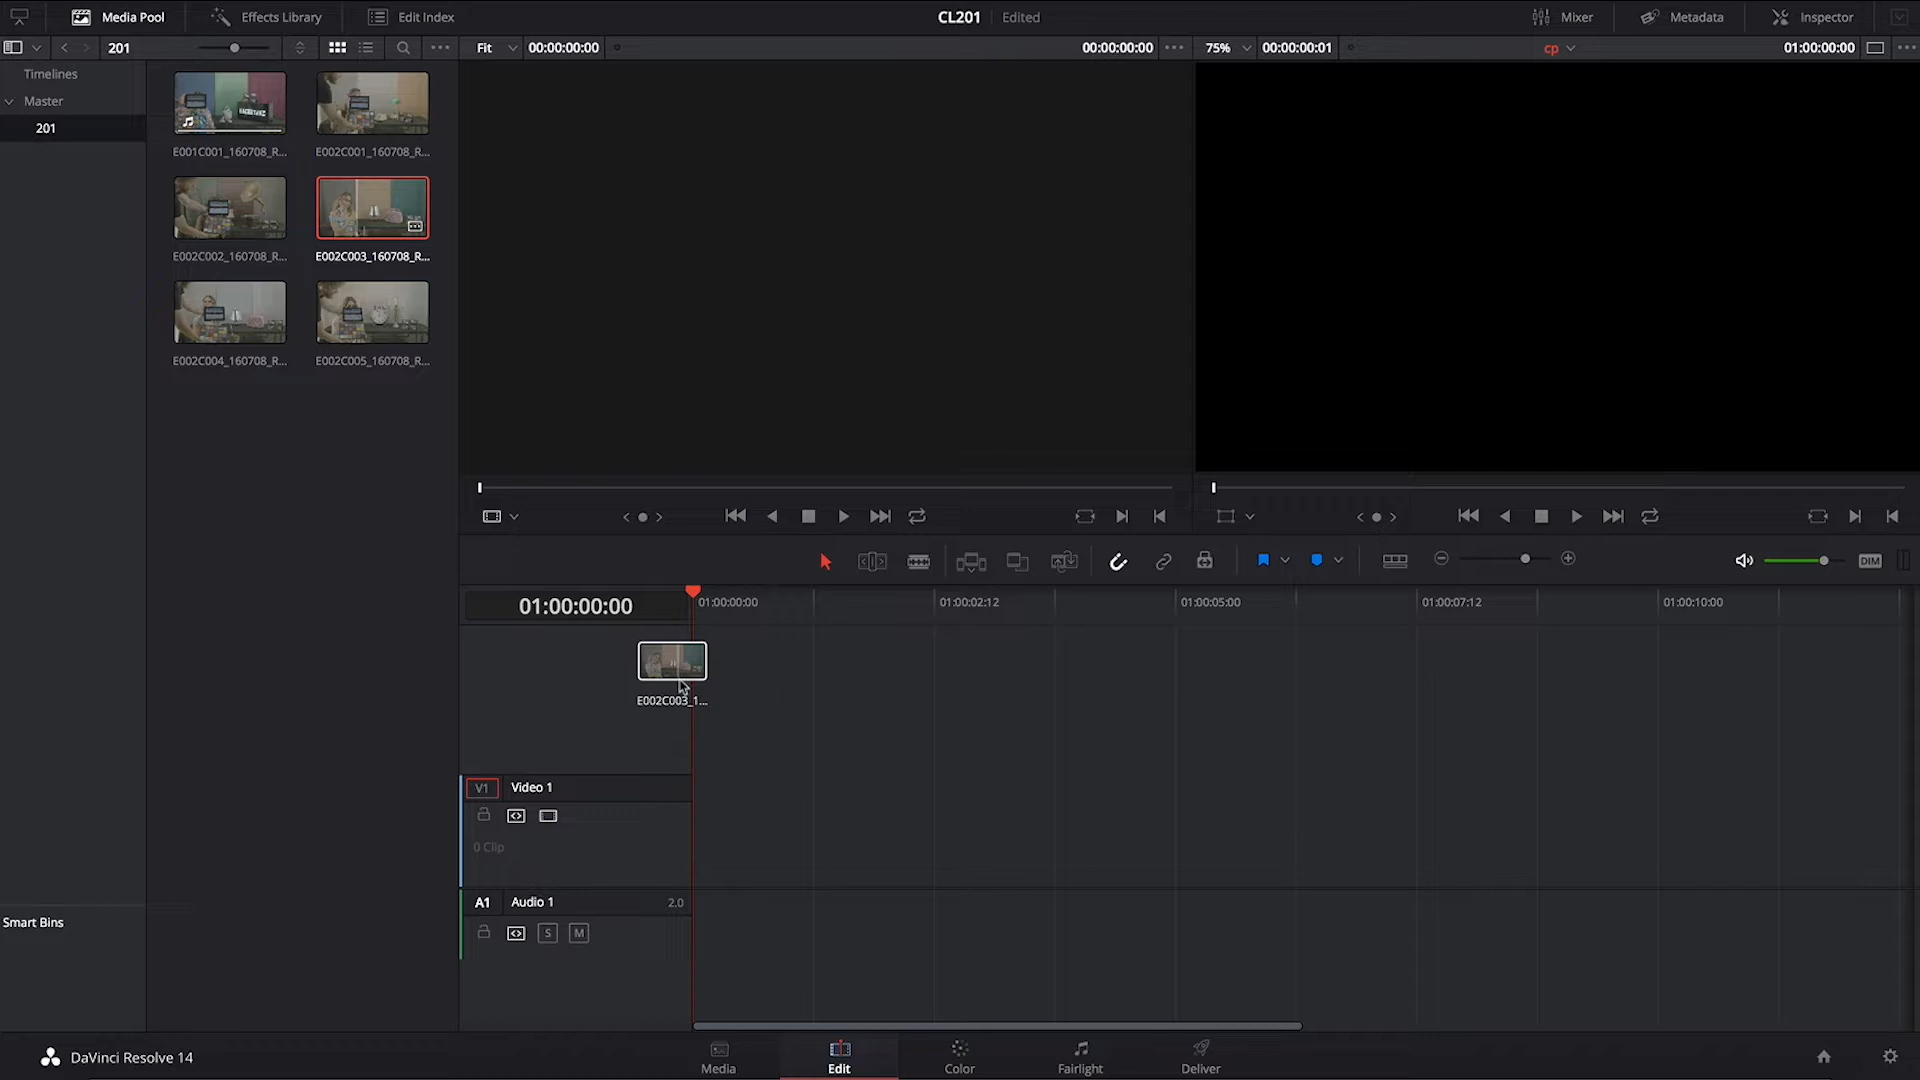 Media Pool
Effects Library
Edit Index
CL201
Edited
Mixer
Metadata
Inspector
201
Fit
00:00:00:00
00:00:00:00
75%
00:00:00:01
cp
01:00:00:00
Timelines
Master
201
E001C001_160708_R...
E002C001_160708_R...
E002C002_160708_R...
E002C003_160708_R...
E002C004_160708_R...
E002C005_160708_R...
DIM
01:00:00:00
01:00:00:00
01:00:02:12
01:00:05:00
01:00:07:12
01:00:10:00
E002C003_1...
V1
Video 1
0 Clip
A1
Audio 1
2.0
S
M
Smart Bins
DaVinci Resolve 14
Media
Edit
Color
Fairlight
Deliver